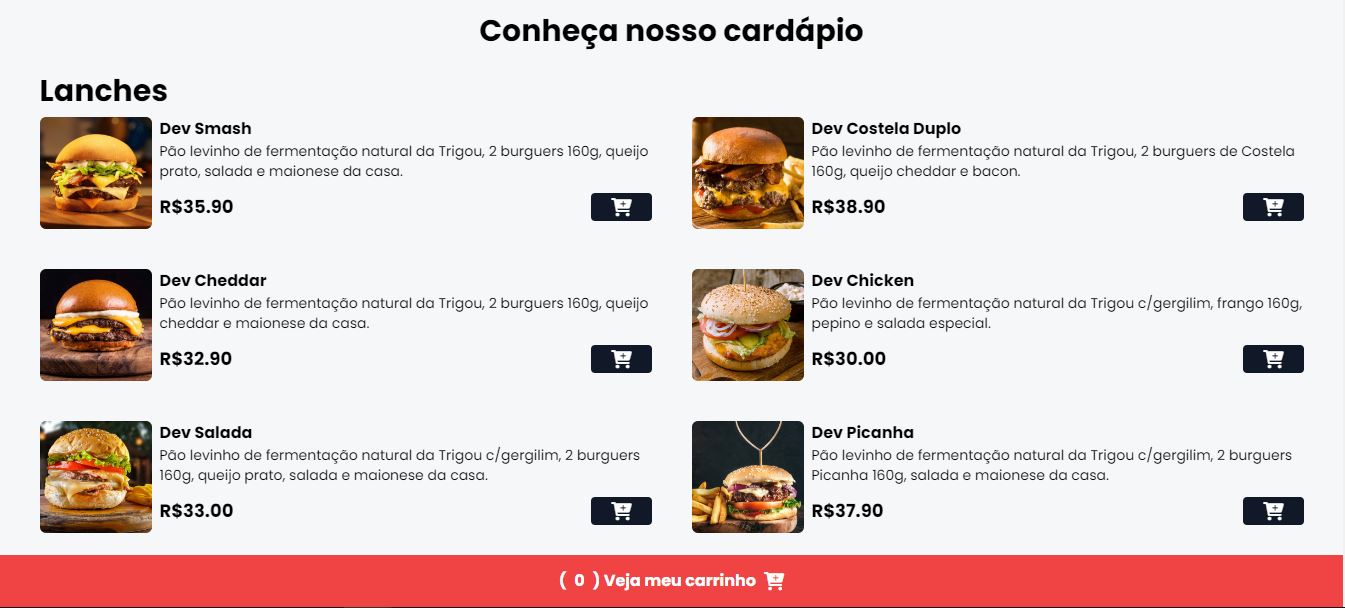 Conheça nosso cardápio
Lanches
Dev Smash
Pão levinho de fermentação natural da Trigou, 2 burguers 160g, queijo
prato, salada e maionese da casa.
R$35.90
Dev Costela Duplo
Pão levinho de fermentação natural da Trigou, 2 burguers de Costela
160g, queijo cheddar e bacon.
R$38.90
Dev Cheddar
Pão levinho de fermentação natural da Trigou, 2 burguers 160g, queijo
cheddar e maionese da casa.
R$32.90
Dev Chicken
Pão levinho de fermentação natural da Trigou c/gergilim, frango 160g,
pepino e salada especial.
R$30.00
Dev Salada
Pão levinho de fermentação natural da Trigou c/gergilim, 2 burguers
160g, queijo prato, salada e maionese da casa.
R$33.00
Dev Picanha
Pão levinho de fermentação natural da Trigou c/gergilim, 2 burguers
Picanha 160g, salada e maionese da casa.
R$37.90
( 0 ) Veja meu carrinho